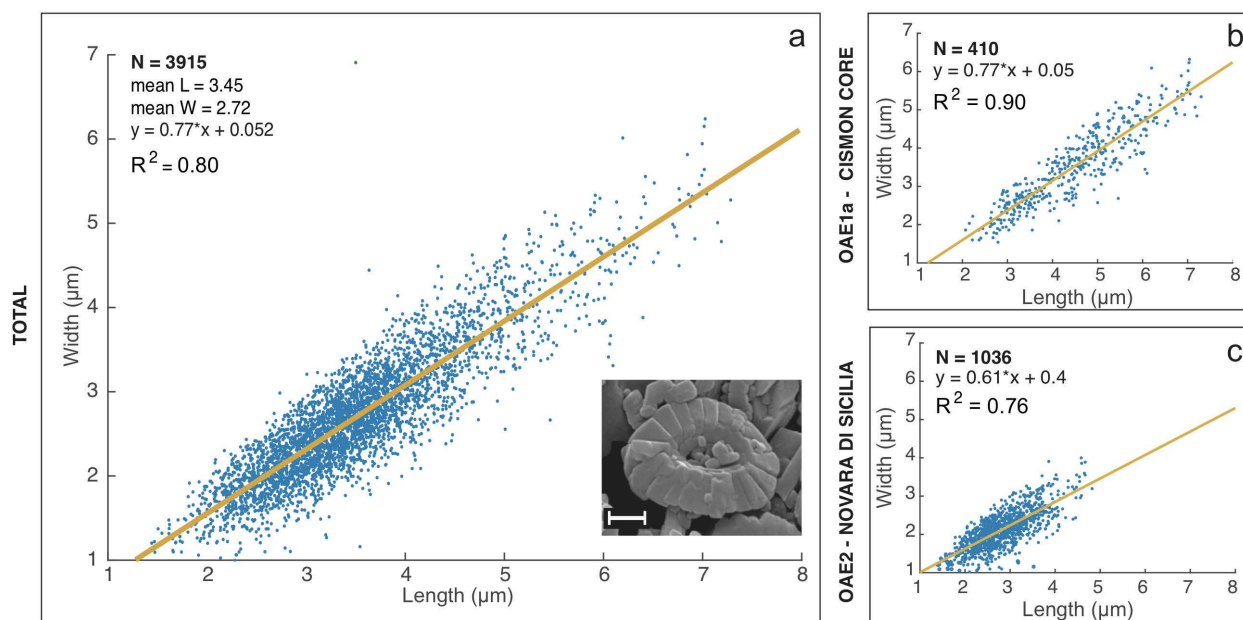 TOTAL
a
N = 3915
mean L = 3.45
mean W = 2.72
y = 0.77*x + 0.052
R² = 0.80
7
6
5
4
3
2
1
Width (µm)
1 2 3 4 5 6 7 8
Length (µm)
OAE1a - CISMON CORE
b
N = 410
y = 0.77*x + 0.05
R² = 0.90
7
6
5
4
3
2
1
Width (µm)
1 2 3 4 5 6 7 8
Length (µm)
OAE2 - NOVARA DI SICILIA
c
N = 1036
y = 0.61*x + 0.4
R² = 0.76
7
6
5
4
3
2
1
Width (µm)
1 2 3 4 5 6 7 8
Length (µm)